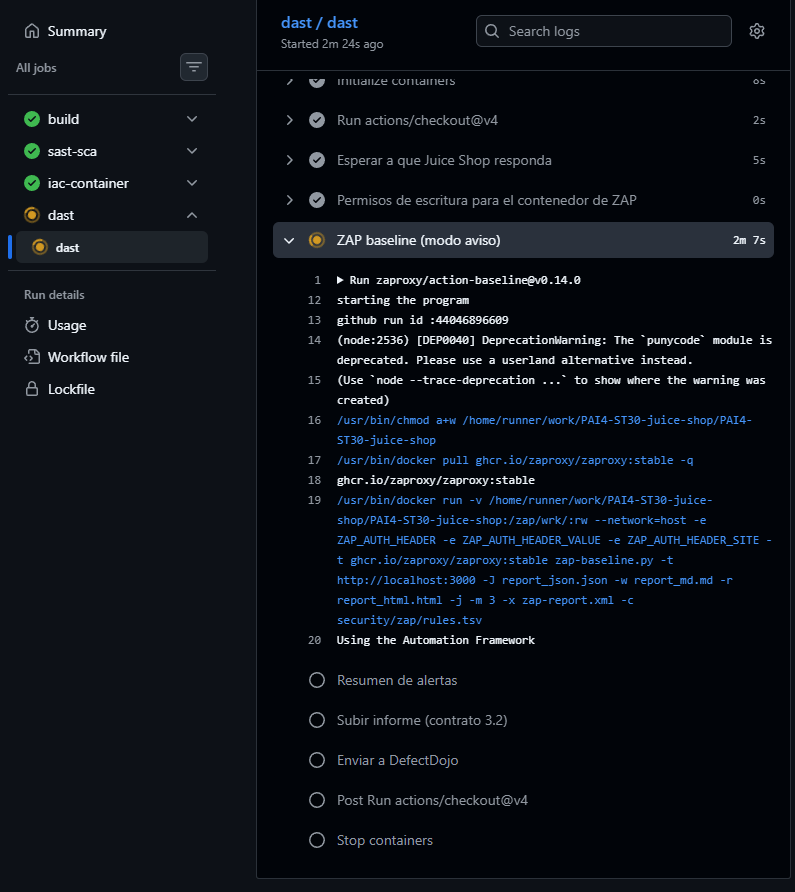 Summary
All jobs
build
sast-sca
iac-container
dast
dast
Run details
Usage
Workflow file
Lockfile
dast / dast
Started 2m 24s ago
Search logs
Initialize containers 8s
Run actions/checkout@v4 2s
Esperar a que Juice Shop responda 5s
Permisos de escritura para el contenedor de ZAP 0s
ZAP baseline (modo aviso) 2m 7s
1 ▶ Run zaproxy/action-baseline@v0.14.0
12 starting the program
13 github run id :44046896609
14 (node:2536) [DEP0040] DeprecationWarning: The `punycode` module is
deprecated. Please use a userland alternative instead.
15 (Use `node --trace-deprecation ...` to show where the warning was
created)
16 /usr/bin/chmod a+w /home/runner/work/PAI4-ST30-juice-shop/PAI4-
ST30-juice-shop
17 /usr/bin/docker pull ghcr.io/zaproxy/zaproxy:stable -q
18 ghcr.io/zaproxy/zaproxy:stable
19 /usr/bin/docker run -v /home/runner/work/PAI4-ST30-juice-
shop/PAI4-ST30-juice-shop:/zap/wrk/:rw --network=host -e
ZAP_AUTH_HEADER -e ZAP_AUTH_HEADER_VALUE -e ZAP_AUTH_HEADER_SITE -
t ghcr.io/zaproxy/zaproxy:stable zap-baseline.py -t
http://localhost:3000 -J report_json.json -w report_md.md -r
report_html.html -j -m 3 -x zap-report.xml -c
security/zap/rules.tsv
20 Using the Automation Framework
Resumen de alertas
Subir informe (contrato 3.2)
Enviar a DefectDojo
Post Run actions/checkout@v4
Stop containers